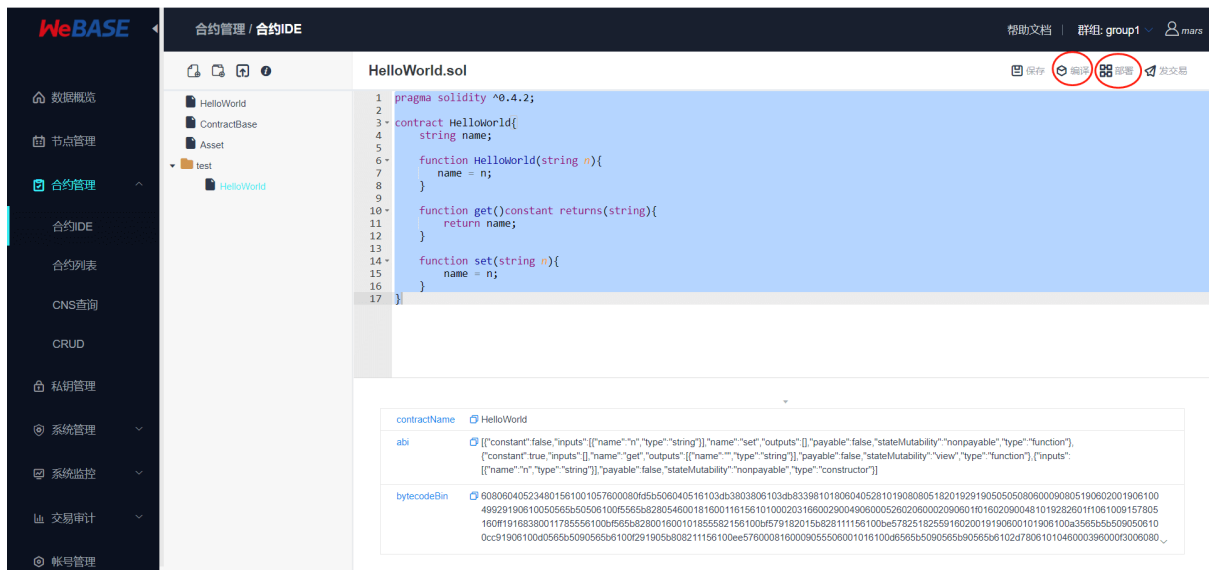 WeBASE
合约管理 / 合约IDE
帮助文档
群组: group1
mars
数据概览
节点管理
合约管理
合约IDE
合约列表
CNS查询
CRUD
私钥管理
系统管理
系统监控
交易审计
帐号管理
HelloWorld
ContractBase
Asset
test
HelloWorld
HelloWorld.sol
保存 编译 部署 发交易
1 pragma solidity ^0.4.2;
2
3 contract HelloWorld{
4 string name;
5
6 function HelloWorld(string n){
7 name = n;
8 }
9
10 function get()constant returns(string){
11 return name;
12 }
13
14 function set(string n){
15 name = n;
16 }
17 }
contractName HelloWorld
abi [{"constant":false,"inputs":[{"name":"n","type":"string"}],"name":"set","outputs":[],"payable":false,"stateMutability":"nonpayable","type":"function"},
{"constant":true,"inputs":[],"name":"get","outputs":[{"name":"","type":"string"}],"payable":false,"stateMutability":"view","type":"function"},{"inputs":
[{"name":"n","type":"string"}],"payable":false,"stateMutability":"nonpayable","type":"constructor"}]
bytecodeBin